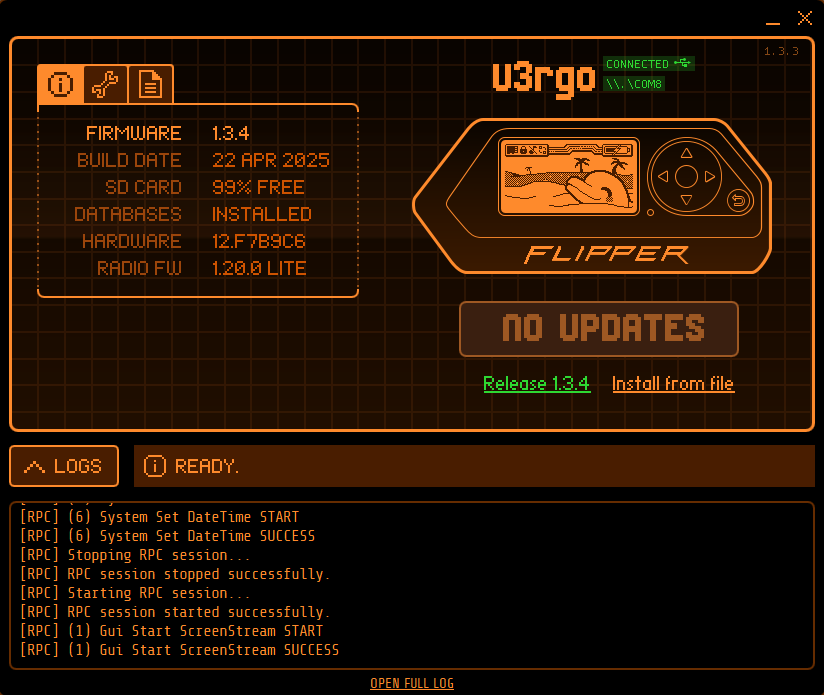 1.3.3
U3rgo
CONNECTED
\\.\COM8
FIRMWARE 1.3.4
BUILD DATE 22 APR 2025
SD CARD 99% FREE
DATABASES INSTALLED
HARDWARE 12.F7B9C6
RADIO FW 1.20.0 LITE
FLIPPER
NO UPDATES
Release 1.3.4 Install from file
LOGS
READY.
[RPC] (6) System Set DateTime START
[RPC] (6) System Set DateTime SUCCESS
[RPC] Stopping RPC session...
[RPC] RPC session stopped successfully.
[RPC] Starting RPC session...
[RPC] RPC session started successfully.
[RPC] (1) Gui Start ScreenStream START
[RPC] (1) Gui Start ScreenStream SUCCESS
OPEN FULL LOG